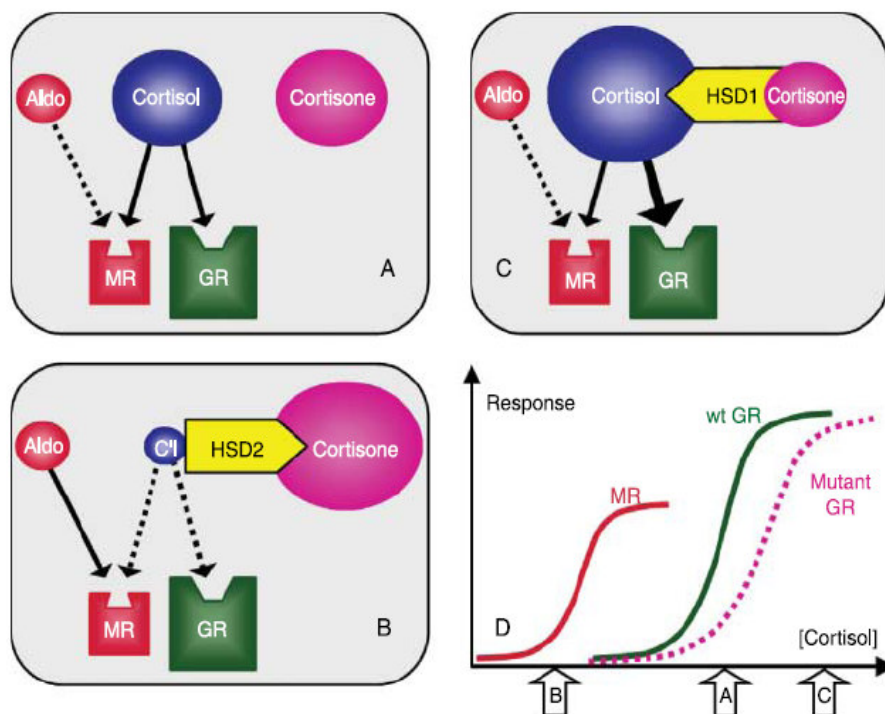 Aldo
Cortisol
Cortisone
MR
GR
A
Aldo
Cortisol
HSD1
Cortisone
C
MR
GR
Aldo
C'l
HSD2
Cortisone
MR
GR
B
Response
wt GR
MR
Mutant
GR
D
[Cortisol]
B
A
C